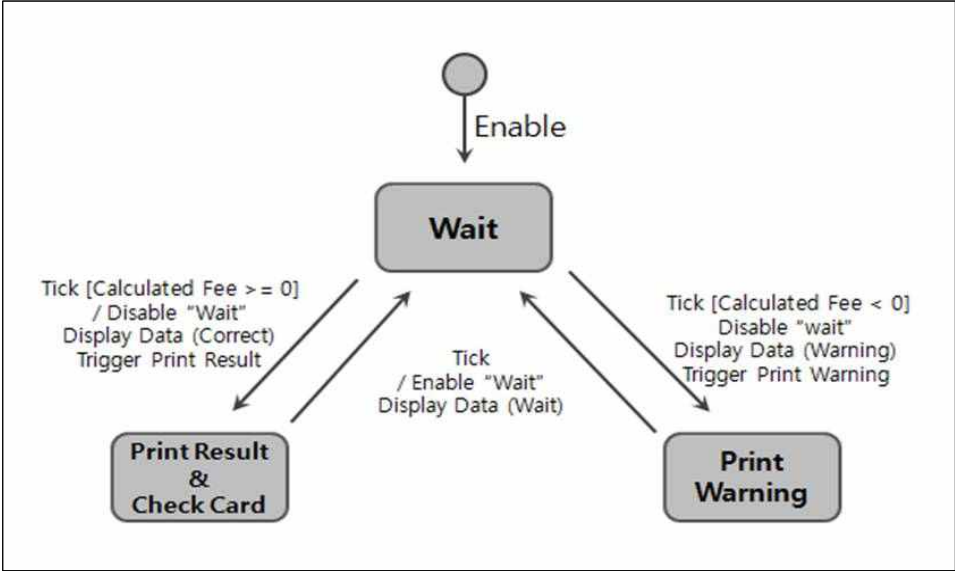 Enable
Wait
Tick [Calculated Fee >= 0]
/ Disable "Wait"
Display Data (Correct)
Trigger Print Result
Tick [Calculated Fee < 0]
Disable "wait"
Display Data (Warning)
Trigger Print Warning
Tick
/ Enable "Wait"
Display Data (Wait)
Print Result
&
Check Card
Print
Warning